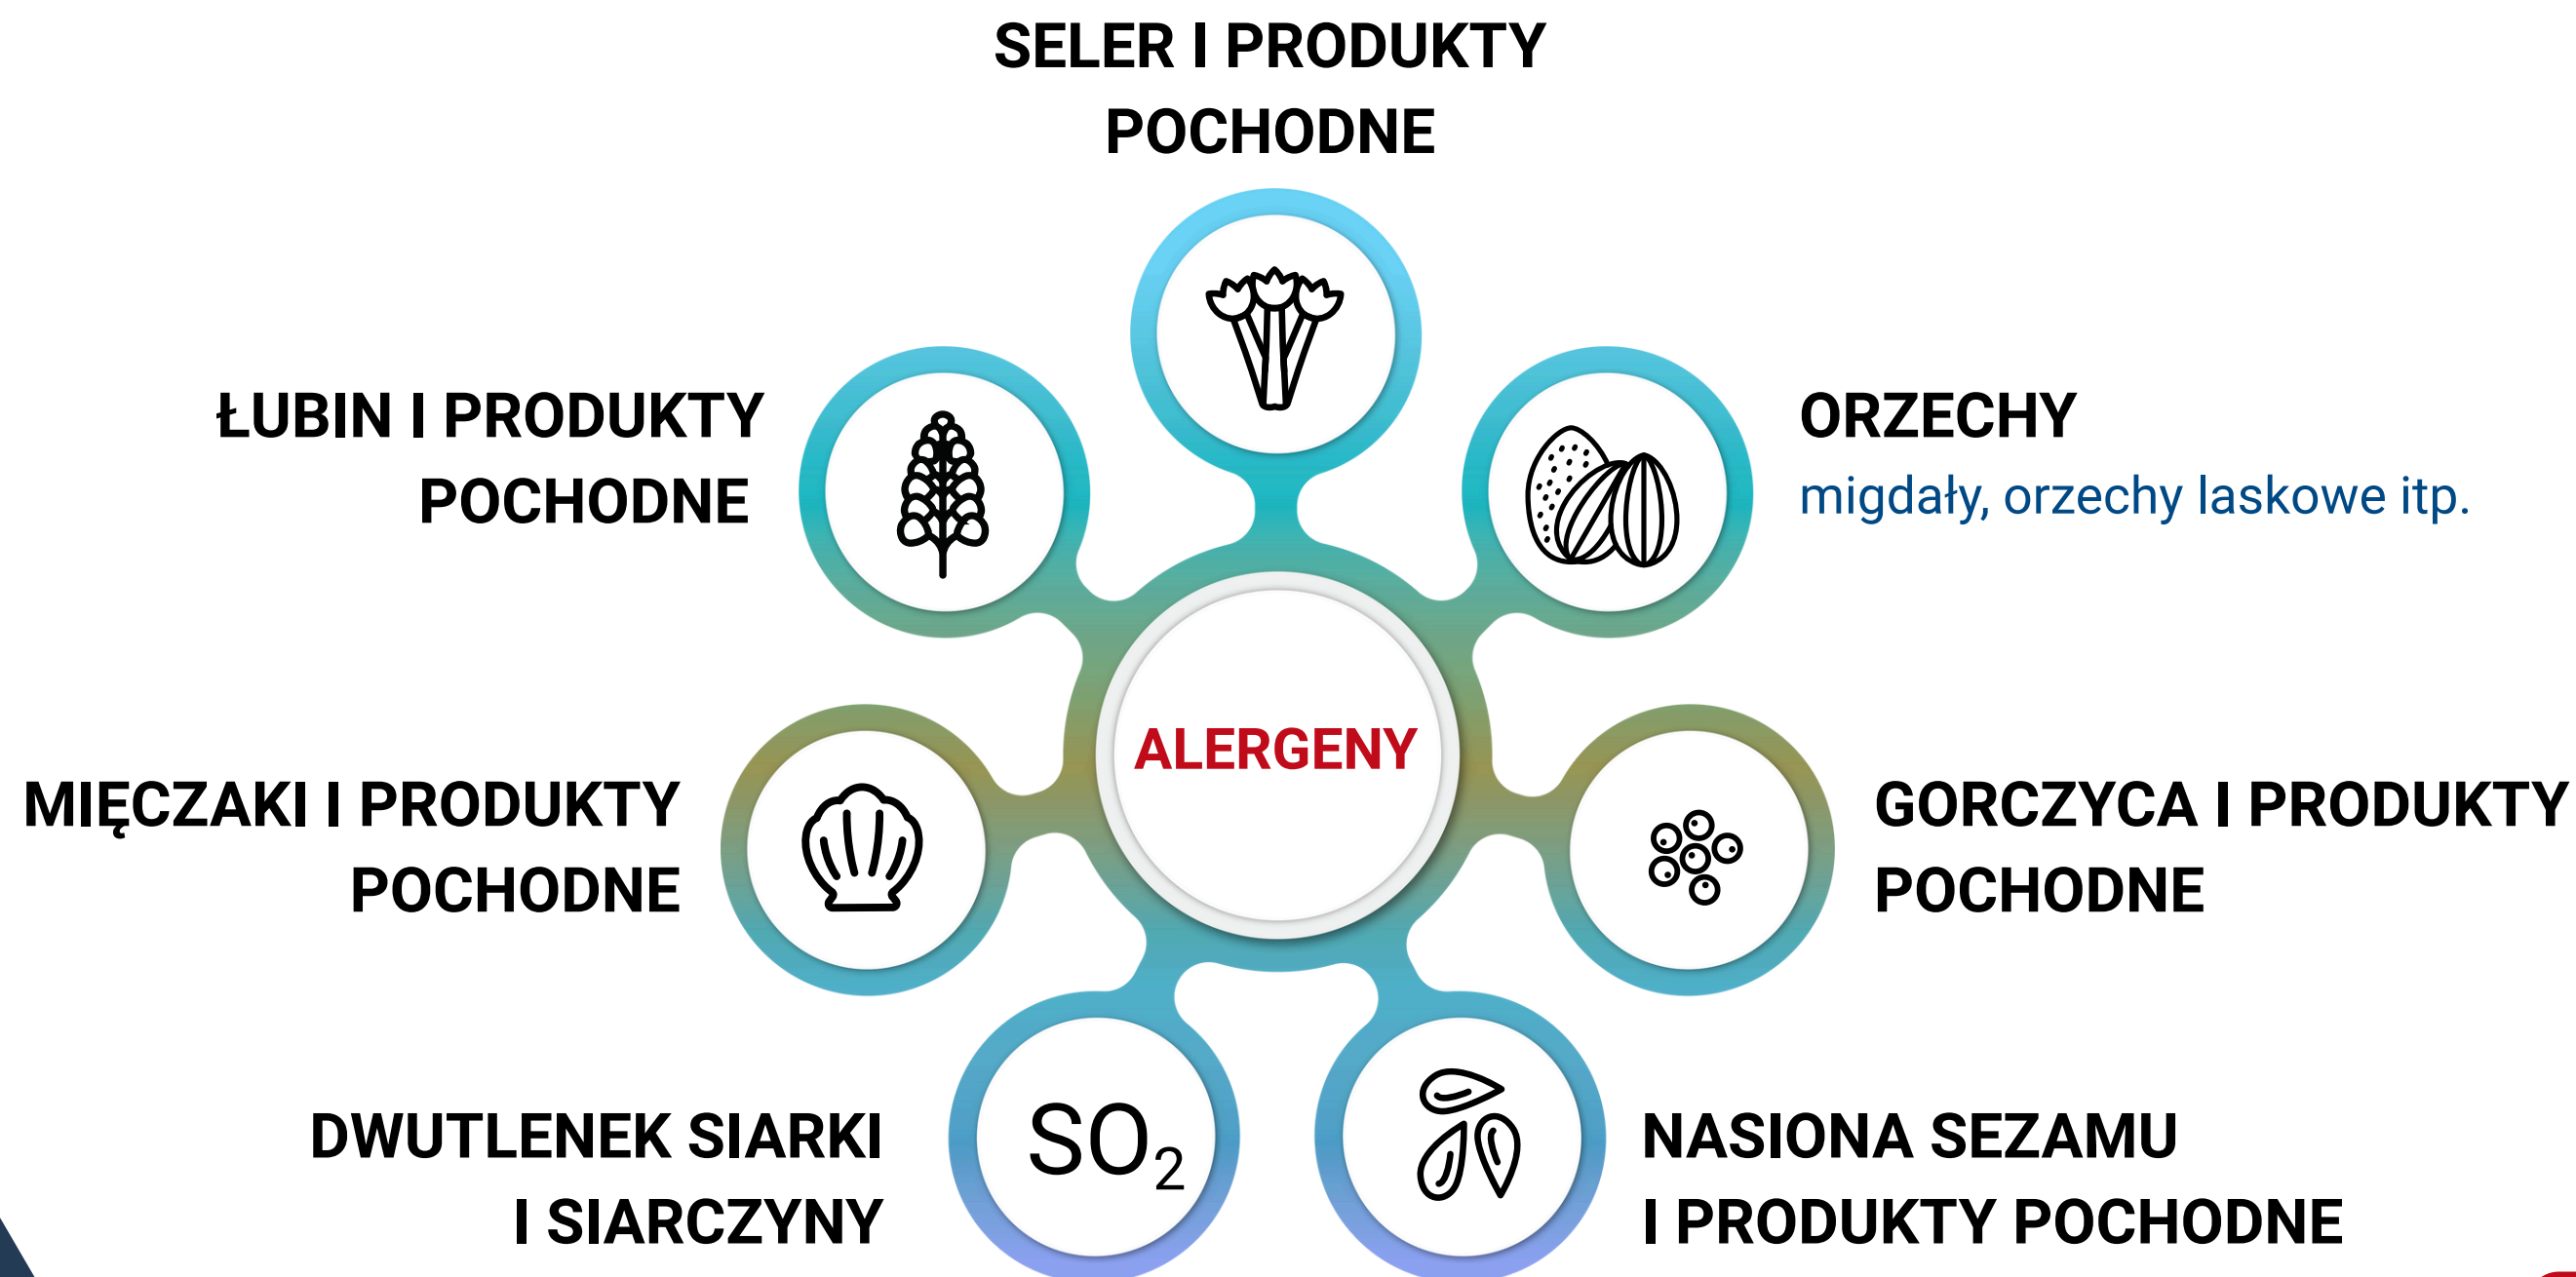 SELER I PRODUKTY
POCHODNE
ŁUBIN I PRODUKTY
POCHODNE
ORZECHY
migdały, orzechy laskowe itp.
ALERGENY
MIĘCZAKI I PRODUKTY
POCHODNE
GORCZYCA I PRODUKTY
POCHODNE
DWUTLENEK SIARKI
I SIARCZYNY
SO₂
NASIONA SEZAMU
I PRODUKTY POCHODNE